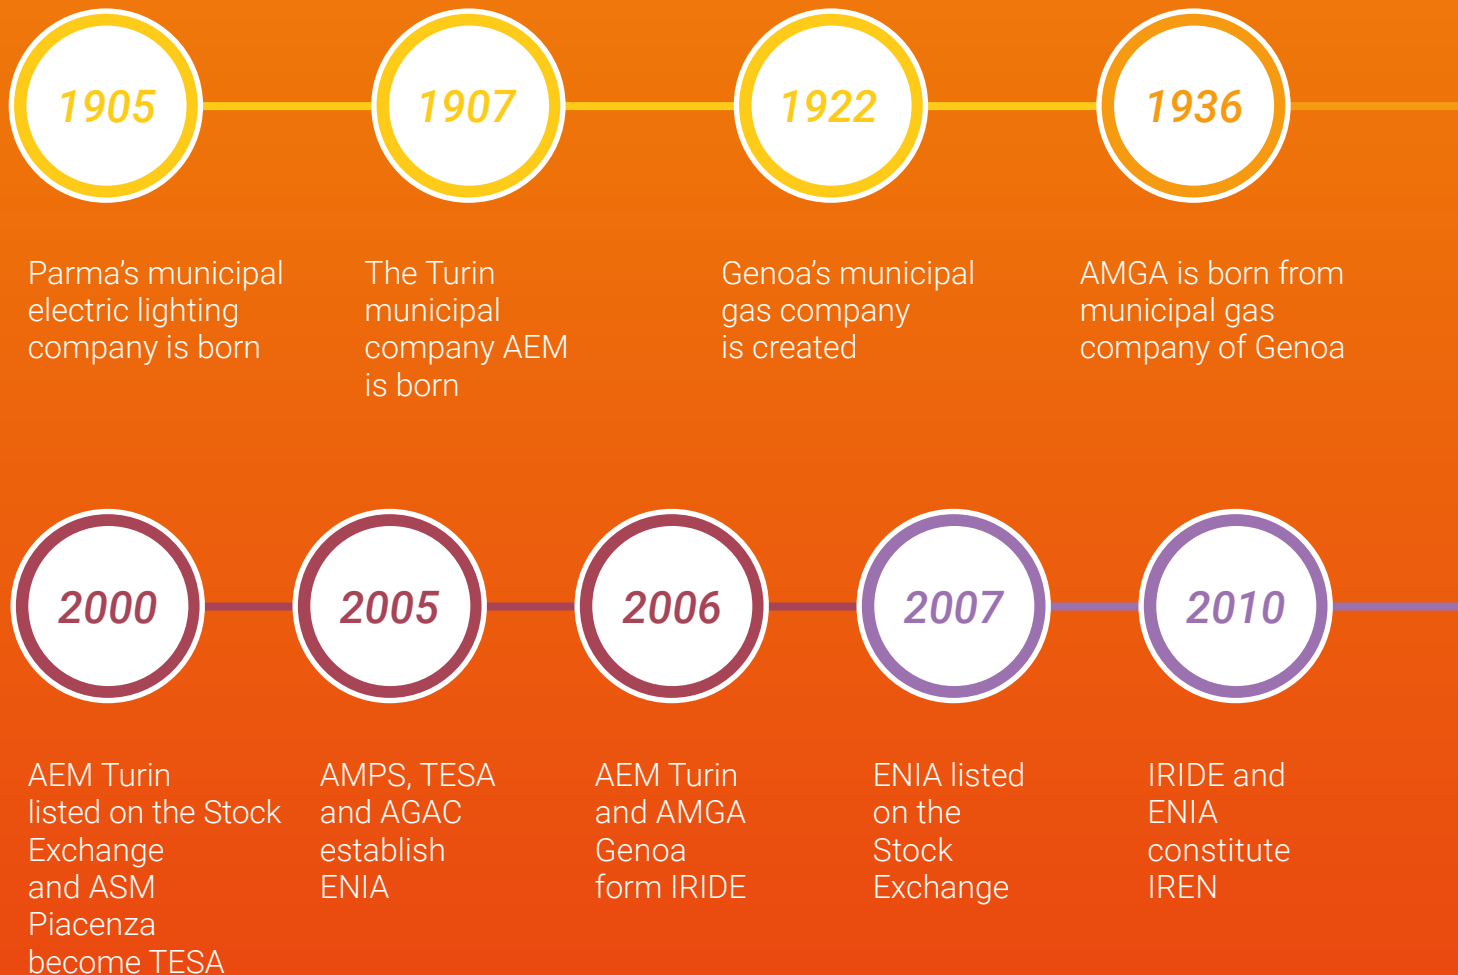 1905
1907
1922
1936
Parma's municipal
electric lighting
company is born
The Turin
municipal
company AEM
is born
Genoa's municipal
gas company
is created
AMGA is born from
municipal gas
company of Genoa
2000
2005
2006
2007
2010
AEM Turin
listed on the Stock
Exchange
and ASM
Piacenza
become TESA
AMPS, TESA
and AGAC
establish
ENIA
AEM Turin
and AMGA
Genoa
form IRIDE
ENIA listed
on the
Stock
Exchange
IRIDE and
ENIA
constitute
IREN